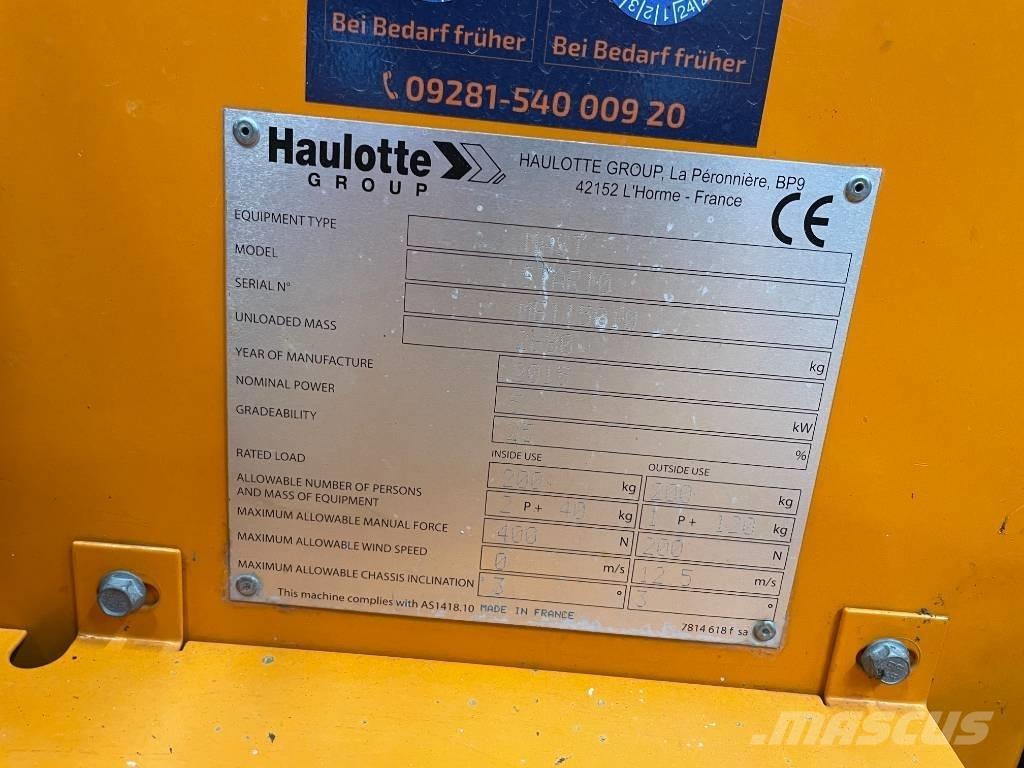 Bei Bedarf früher
Bei Bedarf früher
09281-540 009 20
Haulotte
GROUP
HAULOTTE GROUP, La Péronnière, BP9
42152 L'Horme - France
CE
EQUIPMENT TYPE
MODEL
SERIAL N°
UNLOADED MASS kg
YEAR OF MANUFACTURE
NOMINAL POWER kW
GRADEABILITY 25 %
INSIDE USE OUTSIDE USE
RATED LOAD 200 kg 200 kg
ALLOWABLE NUMBER OF PERSONS
AND MASS OF EQUIPMENT 2 P + 40 kg 1 P + 120 kg
MAXIMUM ALLOWABLE MANUAL FORCE 400 N 200 N
MAXIMUM ALLOWABLE WIND SPEED 0 m/s 12.5 m/s
MAXIMUM ALLOWABLE CHASSIS INCLINATION 3 ° 3 °
This machine complies with AS1418.10 MADE IN FRANCE
7814 618 f sa
MASCUS